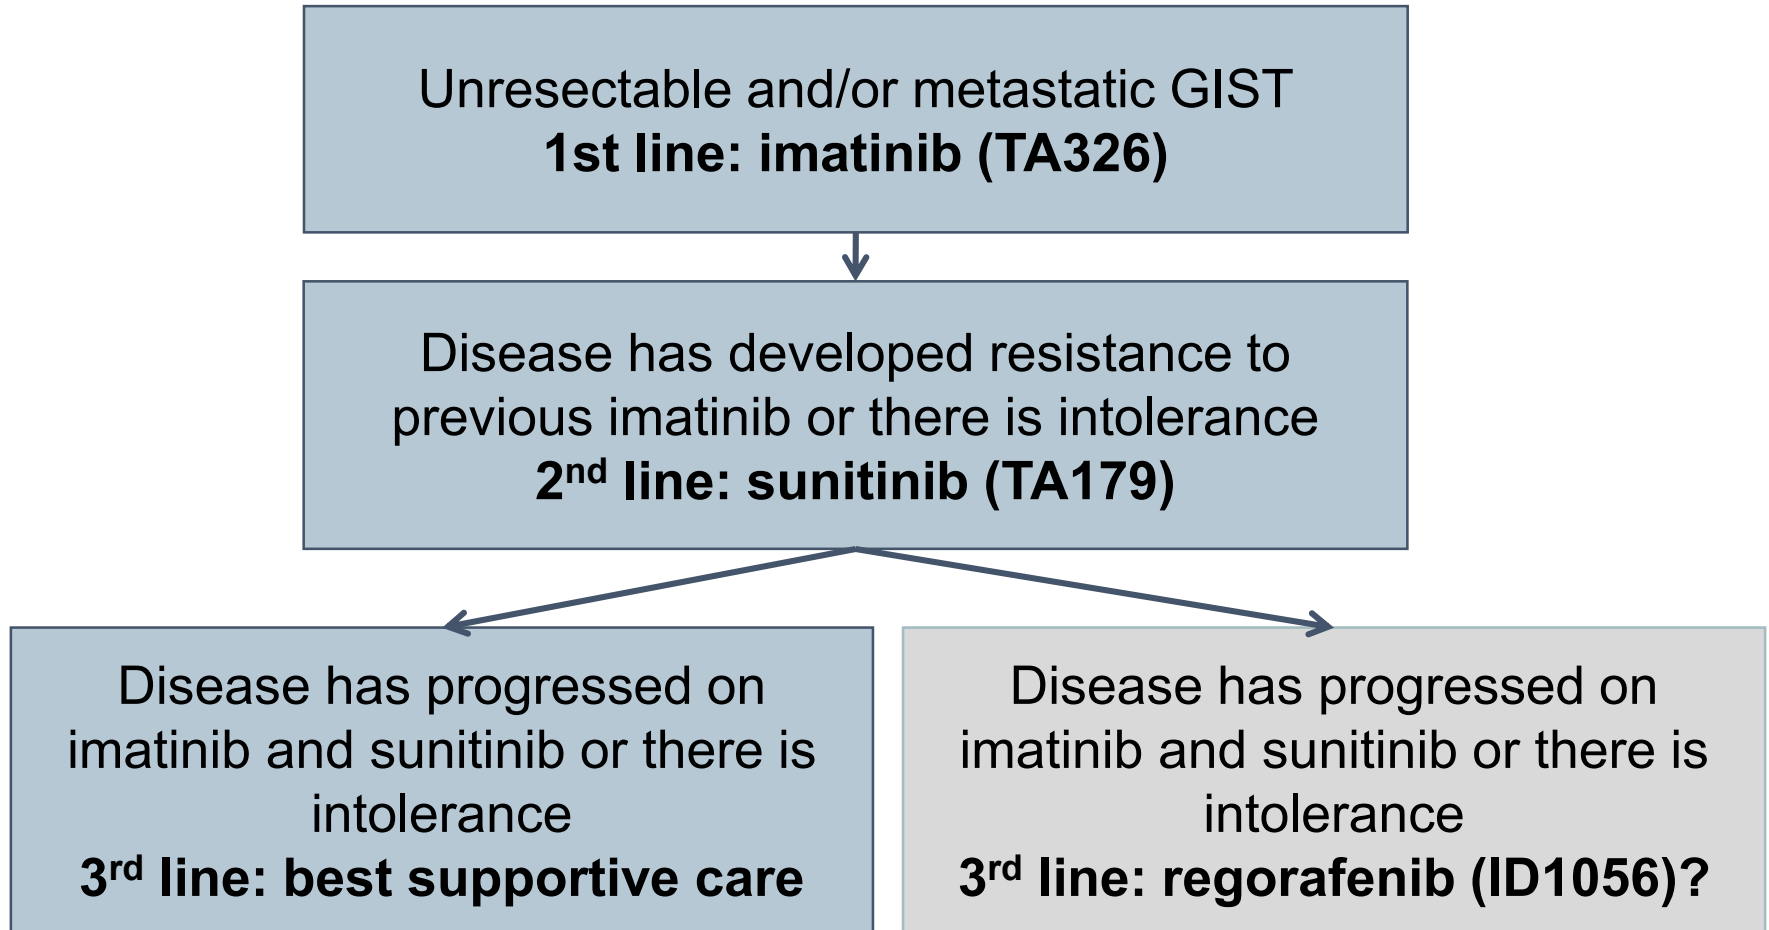 Unresectable and/or metastatic GIST
1st line: imatinib (TA326)
Disease has developed resistance to
previous imatinib or there is intolerance
2nd line: sunitinib (TA179)
Disease has progressed on
imatinib and sunitinib or there is
intolerance
3rd line: best supportive care
Disease has progressed on
imatinib and sunitinib or there is
intolerance
3rd line: regorafenib (ID1056)?